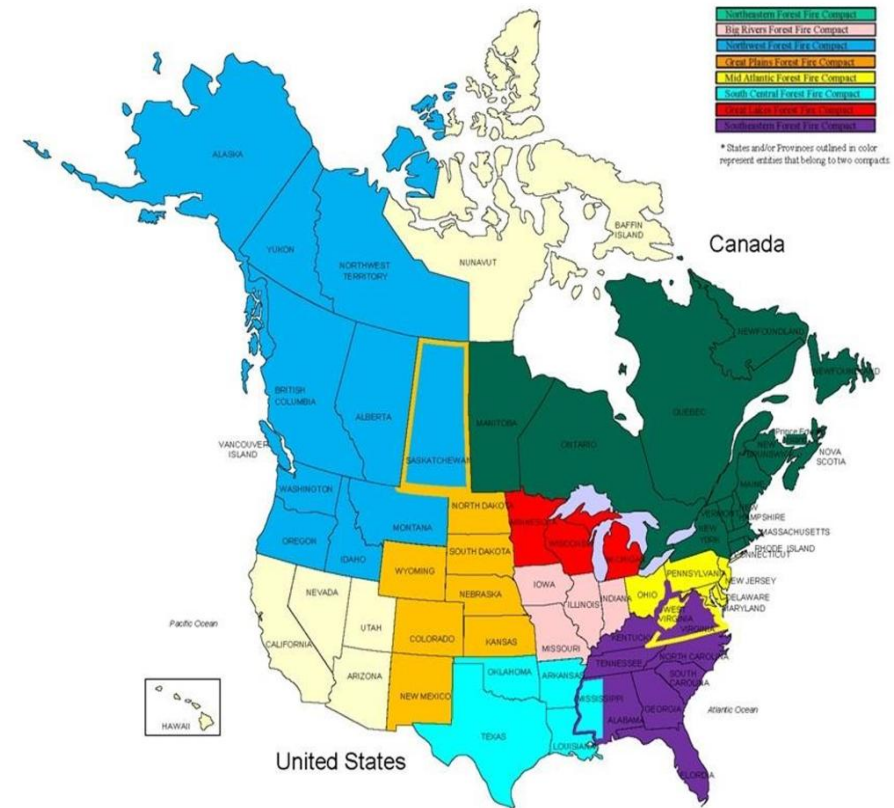 Northeastern Forest Fire Compact
Big Rivers Forest Fire Compact
Northwest Forest Fire Compact
Great Plains Forest Fire Compact
Mid Atlantic Forest Fire Compact
South Central Forest Fire Compact
Great Lakes Forest Fire Compact
Southeastern Forest Fire Compact
* States and/or Provinces outlined in color
represent entities that belong to two compacts
Canada
ALASKA
YUKON
NORTHWEST
TERRITORY
NUNAVUT
BAFFIN
ISLAND
BRITISH
COLUMBIA
ALBERTA
SASKATCHEWAN
MANITOBA
ONTARIO
QUEBEC
NEWFOUNDLAND
NEWFOUNDLAND
Prince Edward
NEW
BRUNSWICK
NOVA
SCOTIA
VANCOUVER
ISLAND
WASHINGTON
OREGON
IDAHO
MONTANA
NORTH DAKOTA
SOUTH DAKOTA
WYOMING
NEBRASKA
MINNESOTA
WISCONSIN
MICHIGAN
MAINE
VERMONT
NEW
HAMPSHIRE
NEW
YORK
MASSACHUSETTS
RHODE ISLAND
CONNECTICUT
PENNSYLVANIA
NEW JERSEY
DELAWARE
MARYLAND
NEVADA
UTAH
COLORADO
KANSAS
IOWA
ILLINOIS
INDIANA
OHIO
MISSOURI
WEST
VIRGINIA
VIRGINIA
KENTUCKY
Pacific Ocean
CALIFORNIA
ARIZONA
NEW MEXICO
OKLAHOMA
ARKANSAS
TENNESSEE
NORTH CAROLINA
SOUTH
CAROLINA
MISSISSIPPI
ALABAMA
GEORGIA
Atlantic Ocean
HAWAII
TEXAS
LOUISIANA
FLORDIA
United States